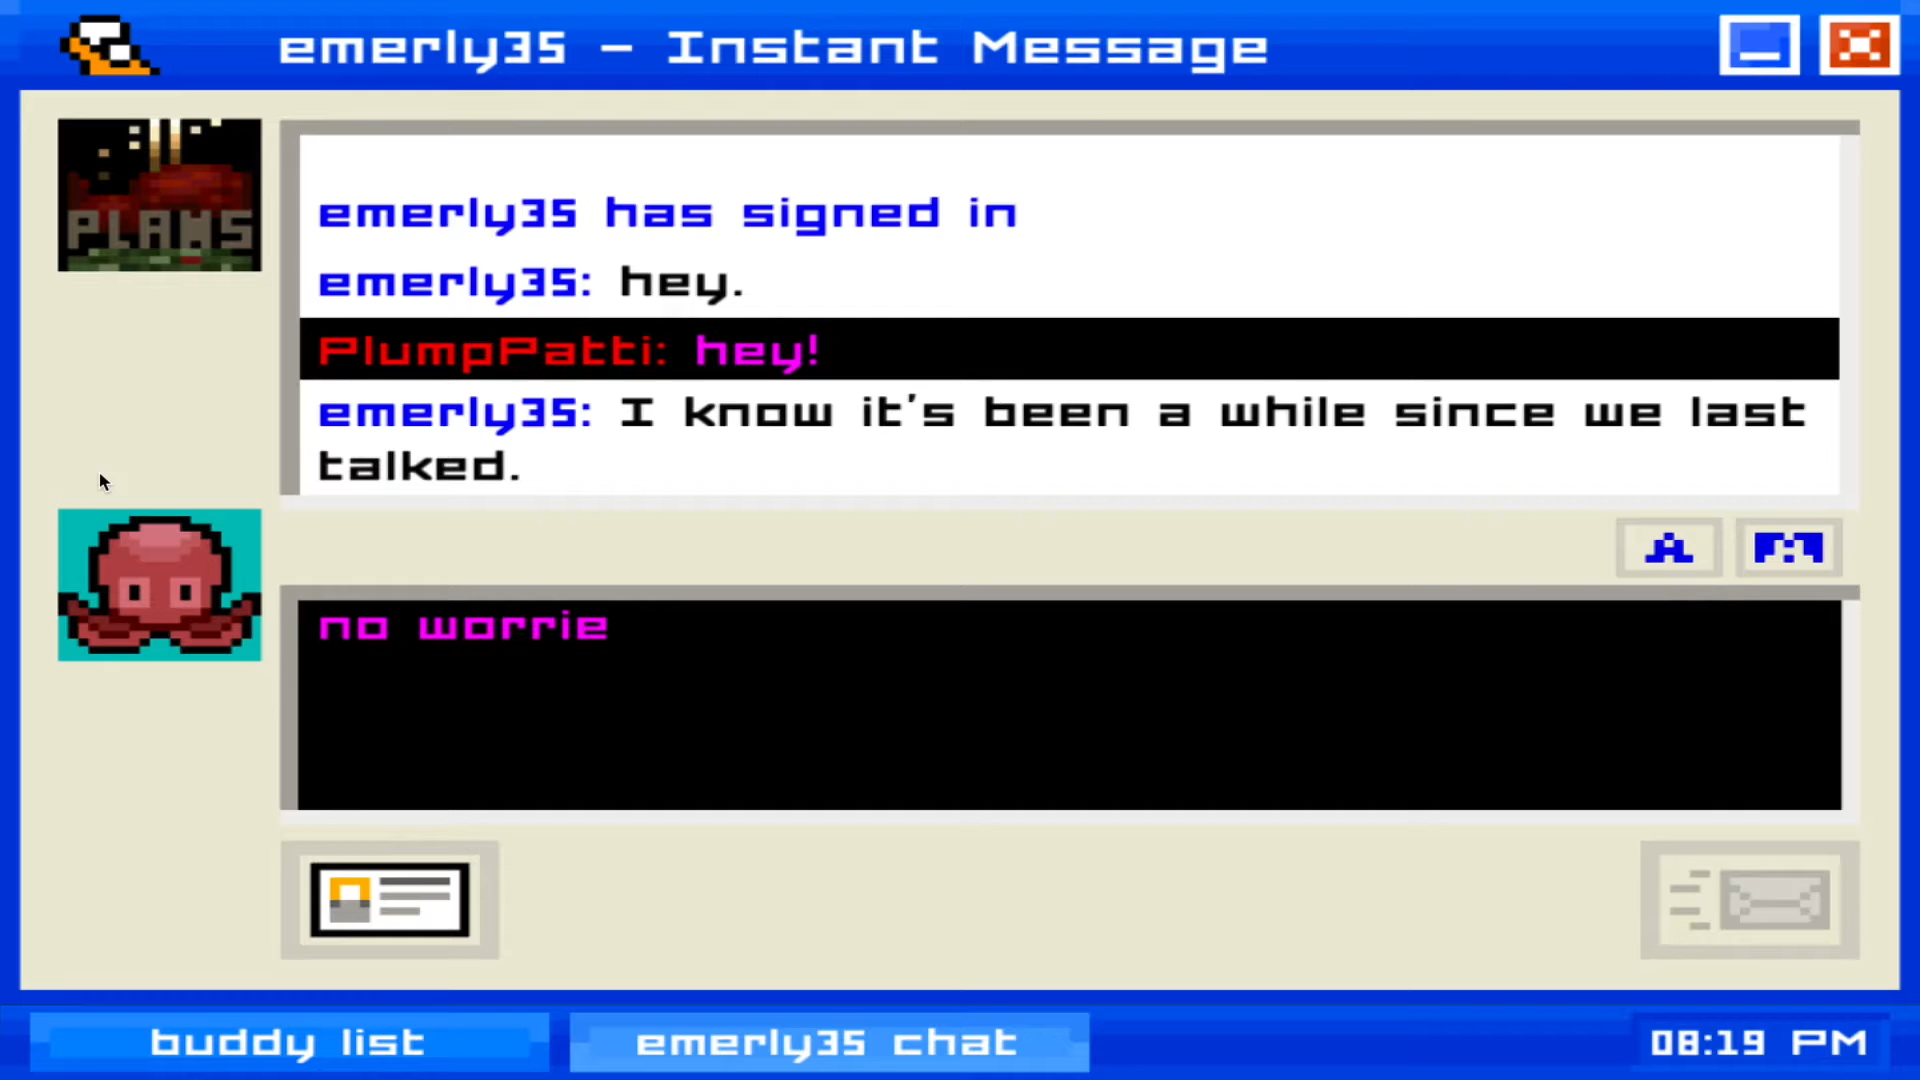 emerly35 - Instant Message
PLANS
emerly35 has signed in
emerly35: hey.
PlumpPatti: hey!
emerly35: I know it's been a while since we last
talked.
A
no worrie
buddy list
emerly35 chat
08:19 PM